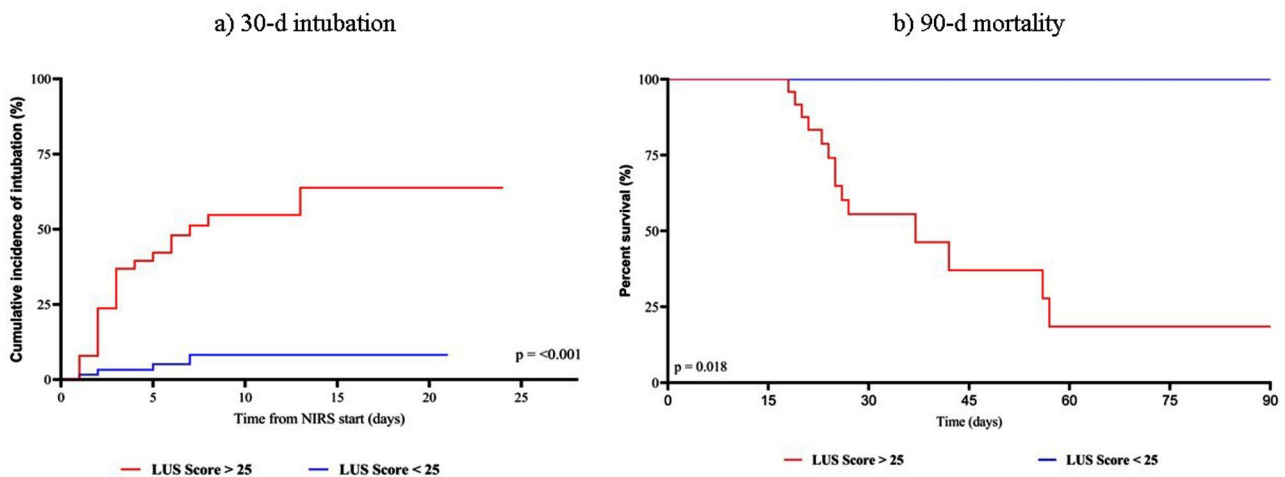 a) 30-d intubation
Cumulative incidence of intubation (%)
100
75
50
25
0
0 5 10 15 20 25
p = <0.001
Time from NIRS start (days)
LUS Score > 25 LUS Score < 25
b) 90-d mortality
Percent survival (%)
100
75
50
25
0
p = 0.018
0 15 30 45 60 75 90
Time (days)
LUS Score > 25 LUS Score < 25